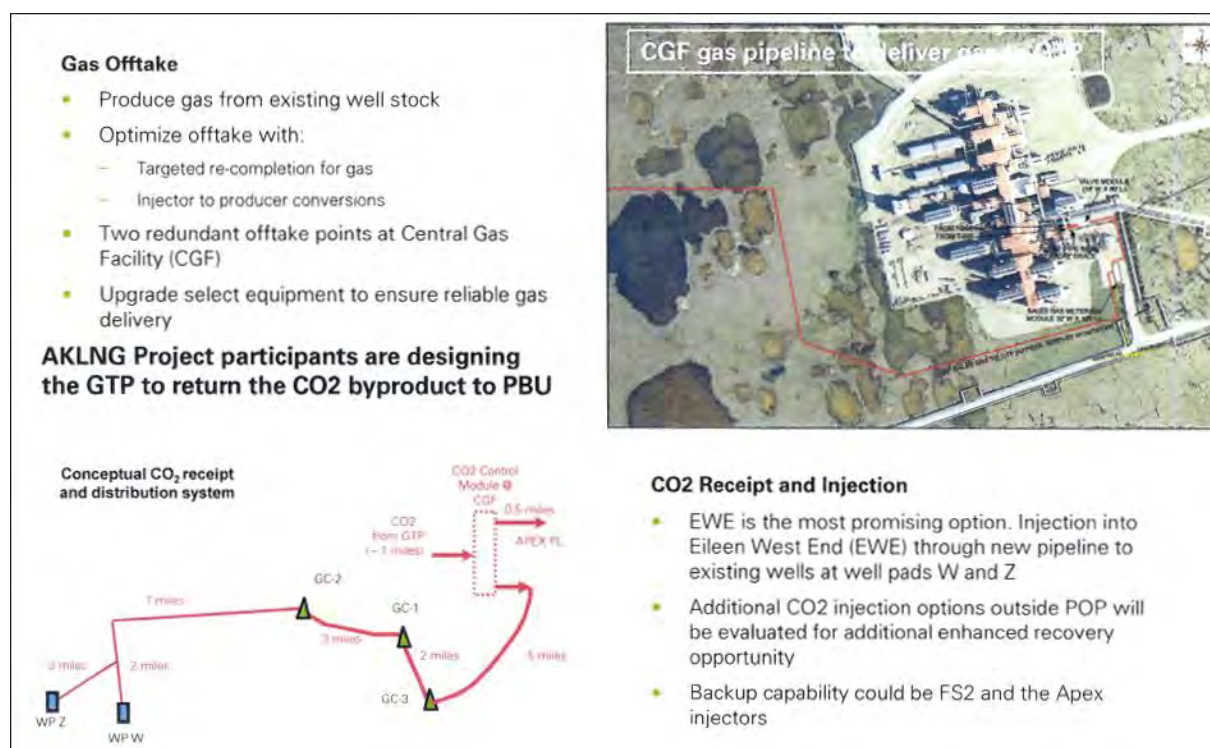 Gas Offtake
• Produce gas from existing well stock
• Optimize offtake with:
– Targeted re-completion for gas
– Injector to producer conversions
• Two redundant offtake points at Central Gas
Facility (CGF)
• Upgrade select equipment to ensure reliable gas
delivery
AKLNG Project participants are designing
the GTP to return the CO2 byproduct to PBU
CGF gas pipeline to deliver gas to GTP
VALVE MODULE
SALES GAS METERING
Conceptual CO₂ receipt
and distribution system
CO2 Control
Module @
CGF
0.5 miles
APEX PL
CO2
from GTP
(~ 1 miles)
GC-2
7 miles
GC-1
3 miles
2 miles
5 miles
GC-3
3 miles
2 miles
WP Z
WP W
CO2 Receipt and Injection
• EWE is the most promising option. Injection into
Eileen West End (EWE) through new pipeline to
existing wells at well pads W and Z
• Additional CO2 injection options outside POP will
be evaluated for additional enhanced recovery
opportunity
• Backup capability could be FS2 and the Apex
injectors